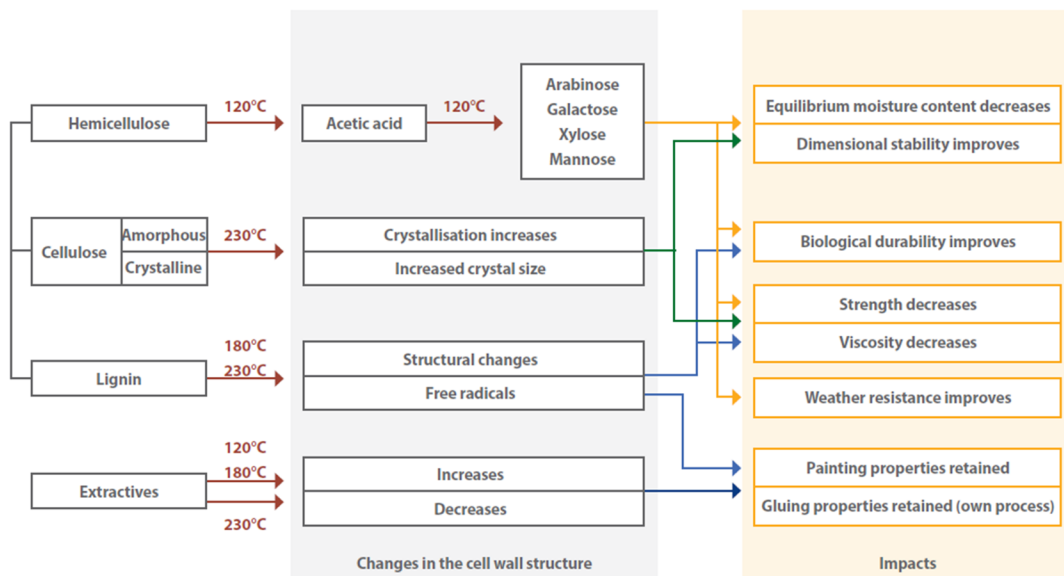 120°C
Hemicellulose
Acetic acid
120°C
Arabinose
Galactose
Xylose
Mannose
Equilibrium moisture content decreases
Dimensional stability improves
Cellulose
Amorphous
Crystalline
230°C
Crystallisation increases
Increased crystal size
Biological durability improves
Strength decreases
Viscosity decreases
180°C
Lignin
230°C
Structural changes
Free radicals
Weather resistance improves
120°C
180°C
Extractives
230°C
Increases
Decreases
Painting properties retained
Gluing properties retained (own process)
Changes in the cell wall structure
Impacts